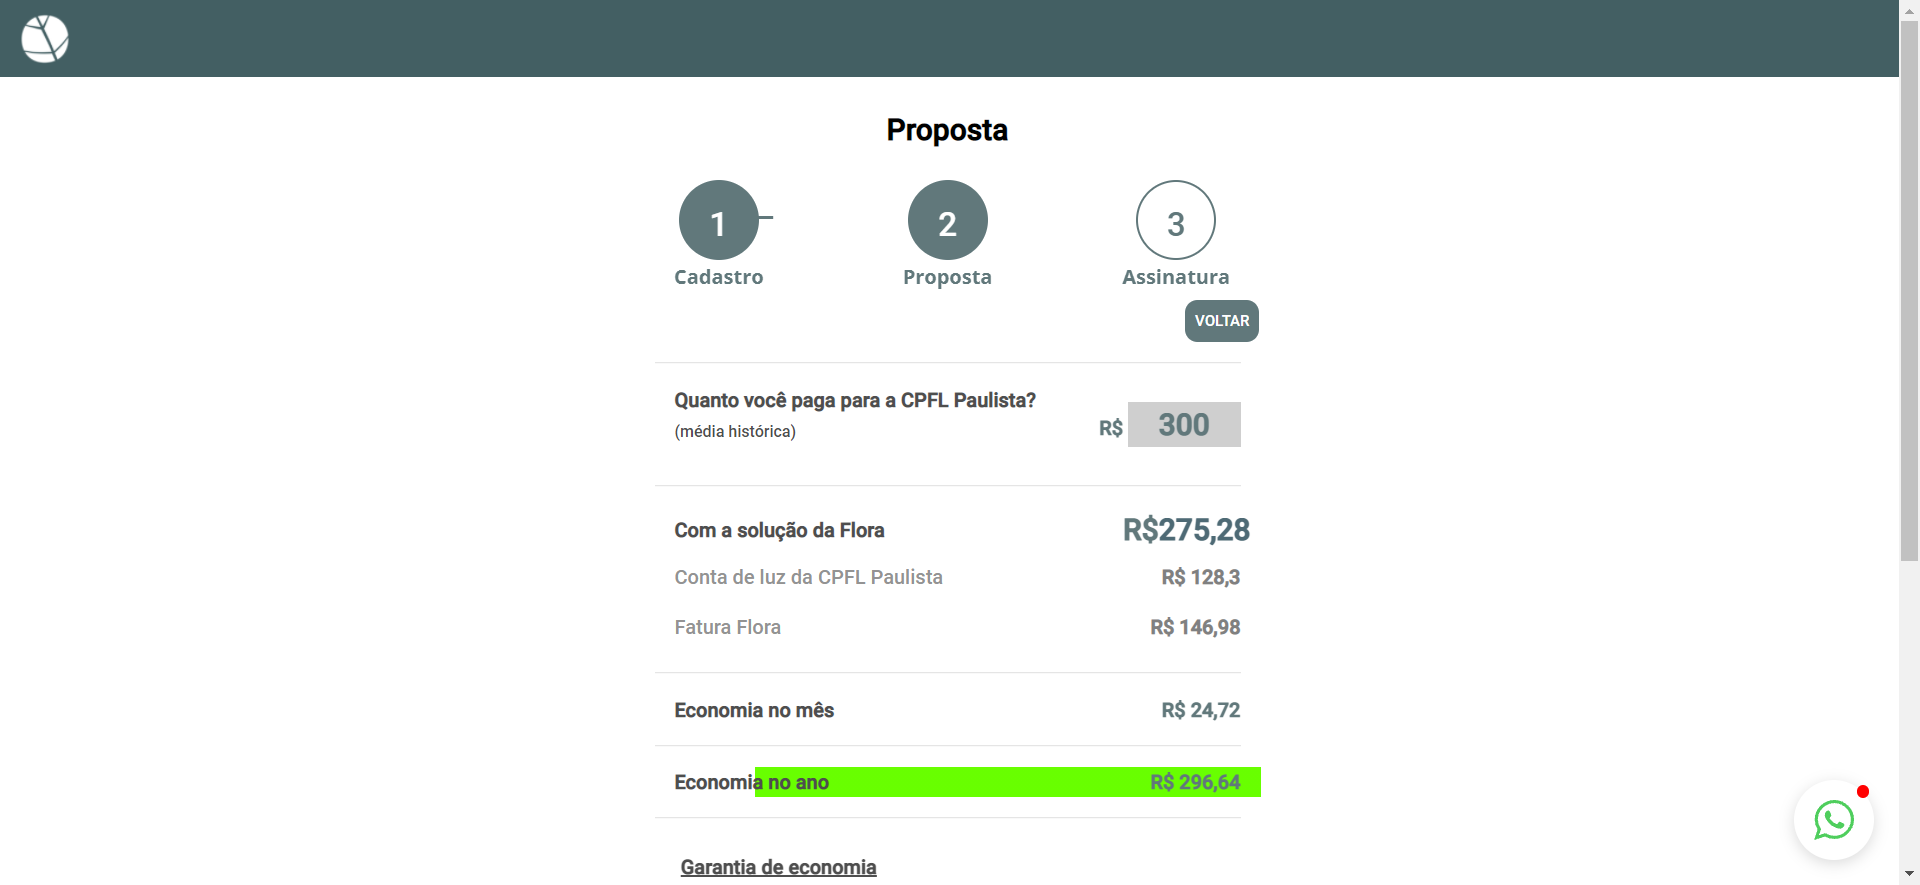 Proposta
1
2
3
Cadastro
Proposta
Assinatura
VOLTAR
Quanto você paga para a CPFL Paulista?
(média histórica)
R$ 300
Com a solução da Flora
R$275,28
Conta de luz da CPFL Paulista
R$ 128,3
Fatura Flora
R$ 146,98
Economia no mês
R$ 24,72
Economia no ano
R$ 296,64
Garantia de economia